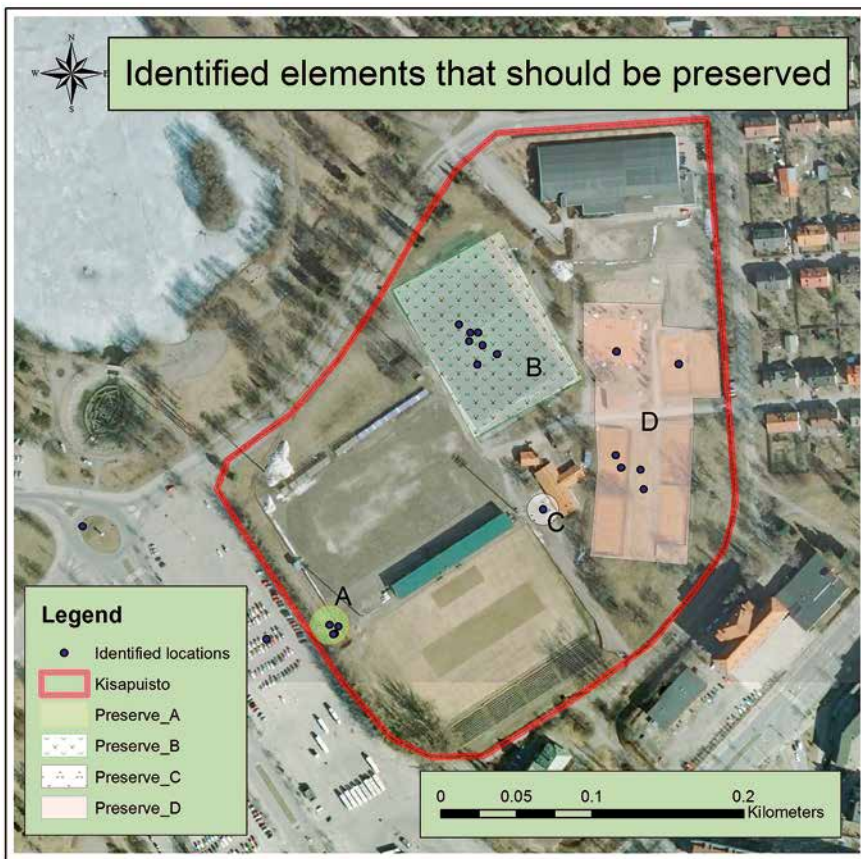 N
W E
S
Identified elements that should be preserved
B
D
C
A
Legend
Identified locations
Kisapuisto
Preserve_A
Preserve_B
Preserve_C
Preserve_D
0 0.05 0.1 0.2
Kilometers